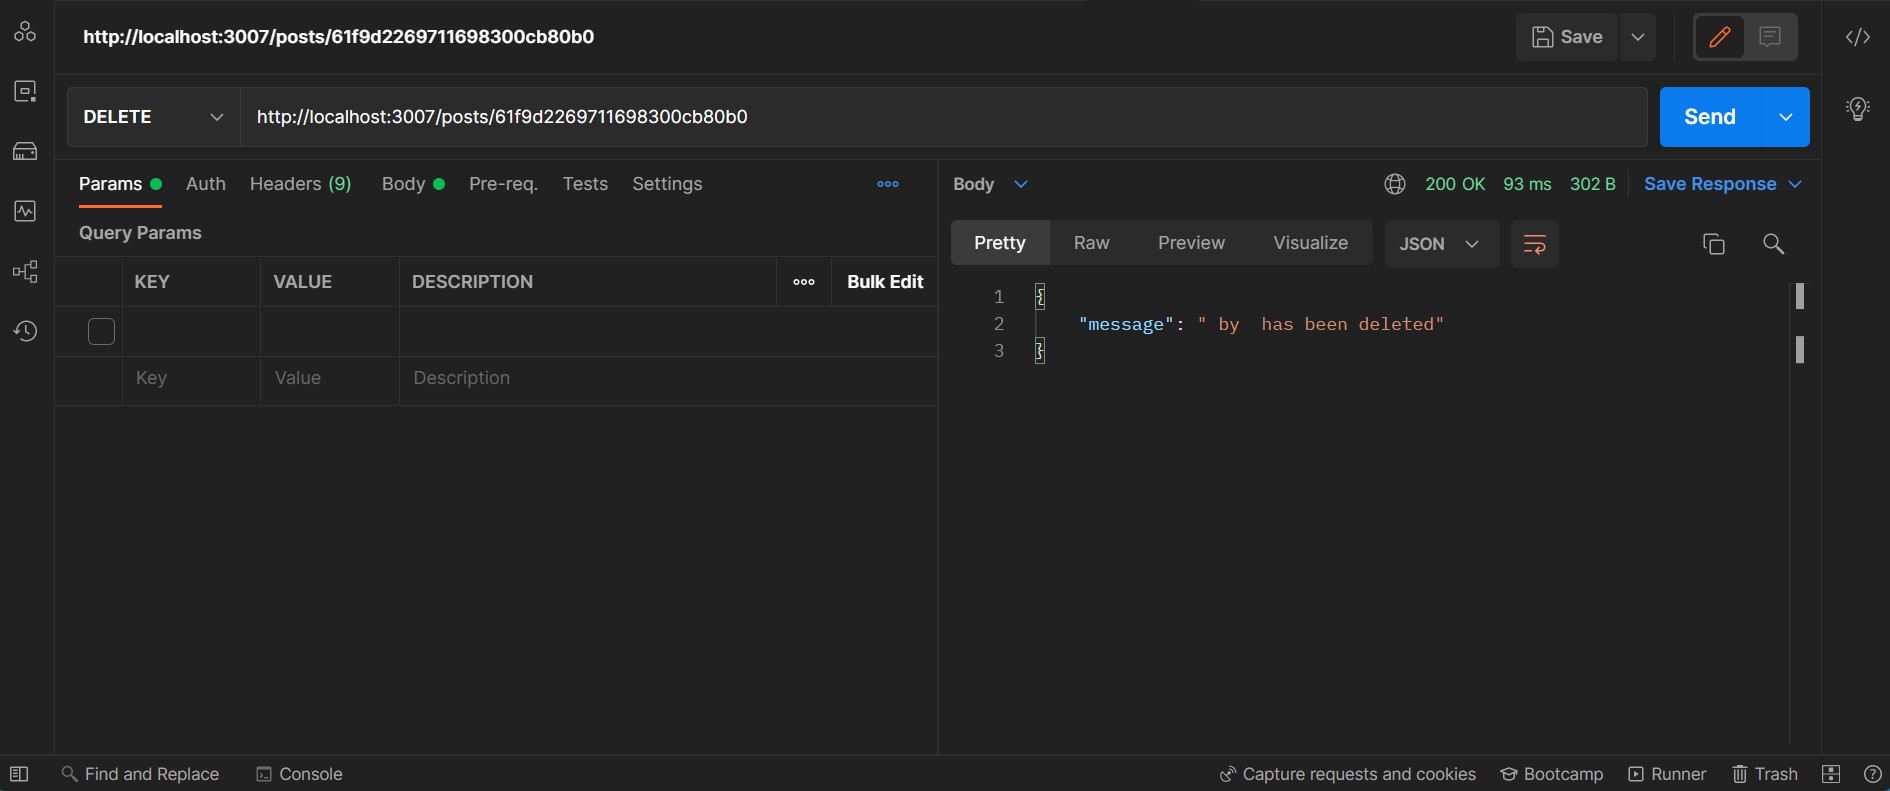 http://localhost:3007/posts/61f9d2269711698300cb80b0
Save
DELETE
http://localhost:3007/posts/61f9d2269711698300cb80b0
Send
Params Auth Headers (9) Body Pre-req. Tests Settings
Query Params
KEY VALUE DESCRIPTION Bulk Edit
Key Value Description
Body 200 OK 93 ms 302 B Save Response
Pretty Raw Preview Visualize JSON
1 {
2 "message": " by  has been deleted"
3 }
Find and Replace Console Capture requests and cookies Bootcamp Runner Trash